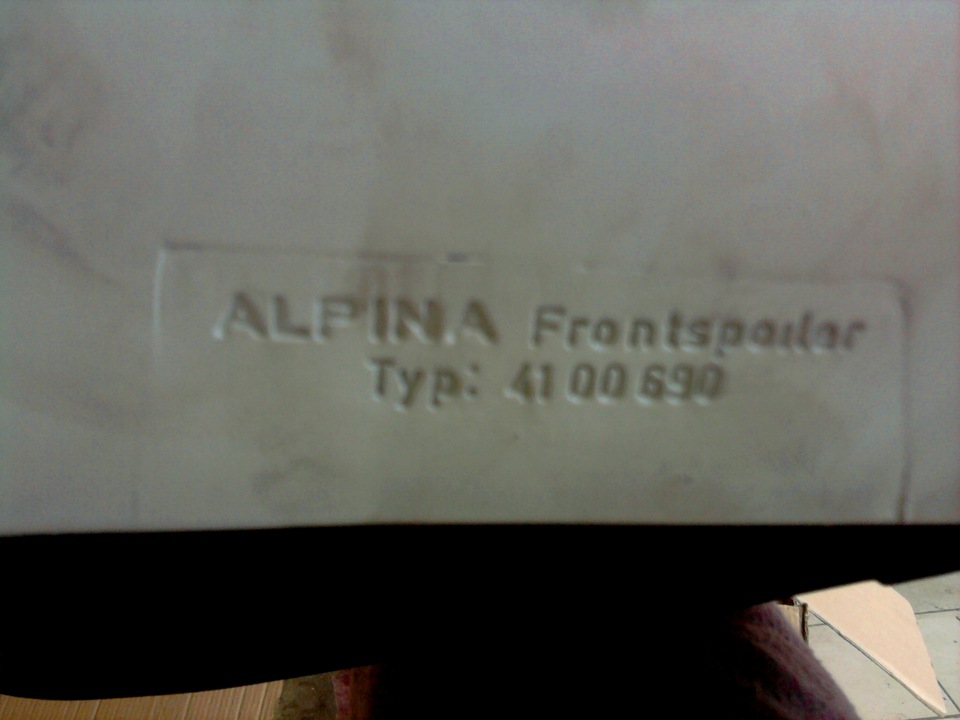 ALPINA Frontspoiler
Typ: 41 00 690